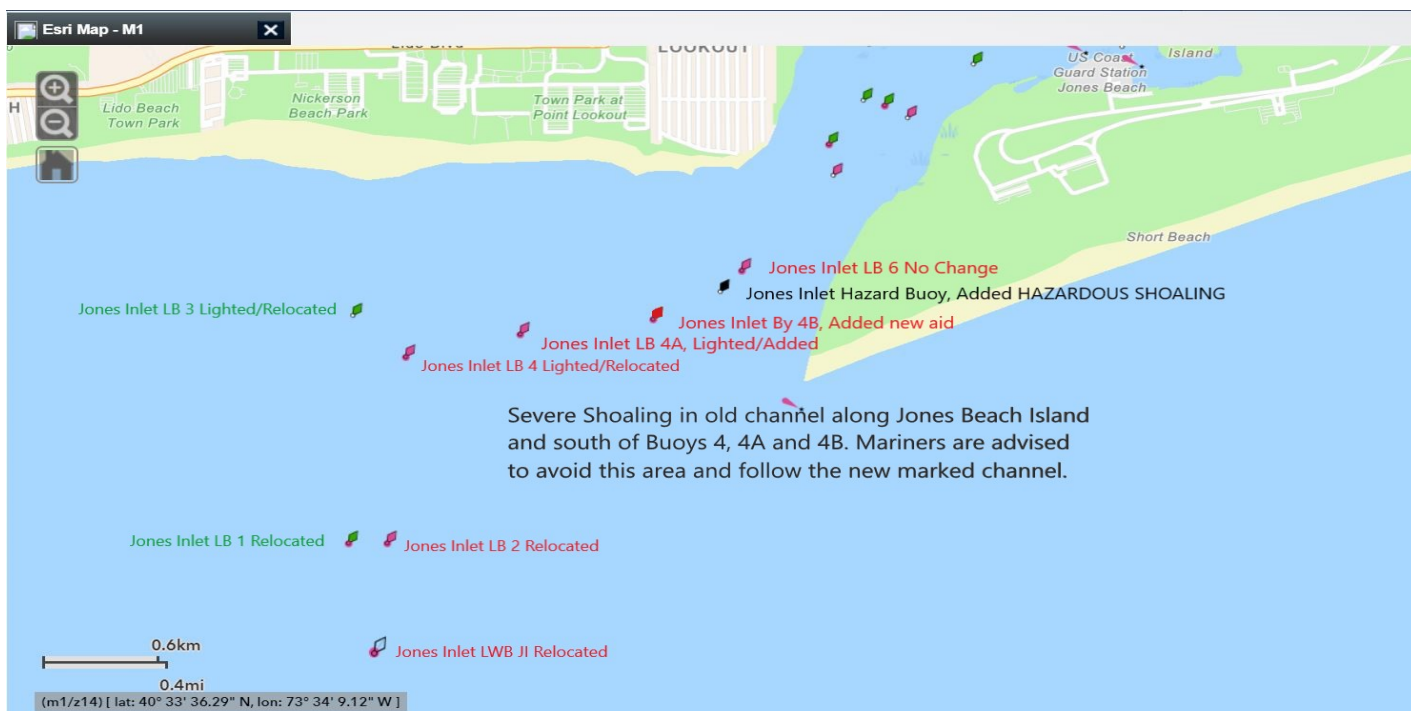 Esri Map - M1
Lido Blvd
LOOKOUT
US Coast
Guard Station
Jones Beach
Island
H
Lido Beach
Town Park
Nickerson
Beach Park
Town Park at
Point Lookout
Short Beach
Jones Inlet LB 6 No Change
Jones Inlet Hazard Buoy, Added HAZARDOUS SHOALING
Jones Inlet LB 3 Lighted/Relocated
Jones Inlet By 4B, Added new aid
Jones Inlet LB 4A, Lighted/Added
Jones Inlet LB 4 Lighted/Relocated
Severe Shoaling in old channel along Jones Beach Island
and south of Buoys 4, 4A and 4B. Mariners are advised
to avoid this area and follow the new marked channel.
Jones Inlet LB 1 Relocated
Jones Inlet LB 2 Relocated
Jones Inlet LWB JI Relocated
0.6km
0.4mi
(m1/z14) [ lat: 40° 33' 36.29" N, lon: 73° 34' 9.12" W ]